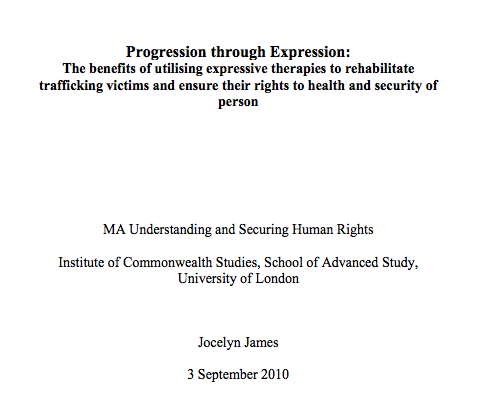 Progression through Expression:
The benefits of utilising expressive therapies to rehabilitate
trafficking victims and ensure their rights to health and security of
person
MA Understanding and Securing Human Rights
Institute of Commonwealth Studies, School of Advanced Study,
University of London
Jocelyn James
3 September 2010